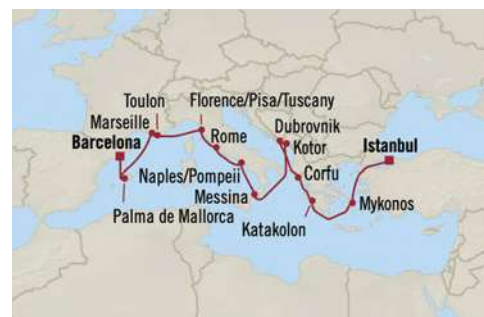 Toulon
Florence/Pisa/Tuscany
Marseille
Barcelona
Rome
Dubrovnik
Kotor
Istanbul
Naples/Pompeii
Corfu
Messina
Palma de Mallorca
Katakolon
Mykonos